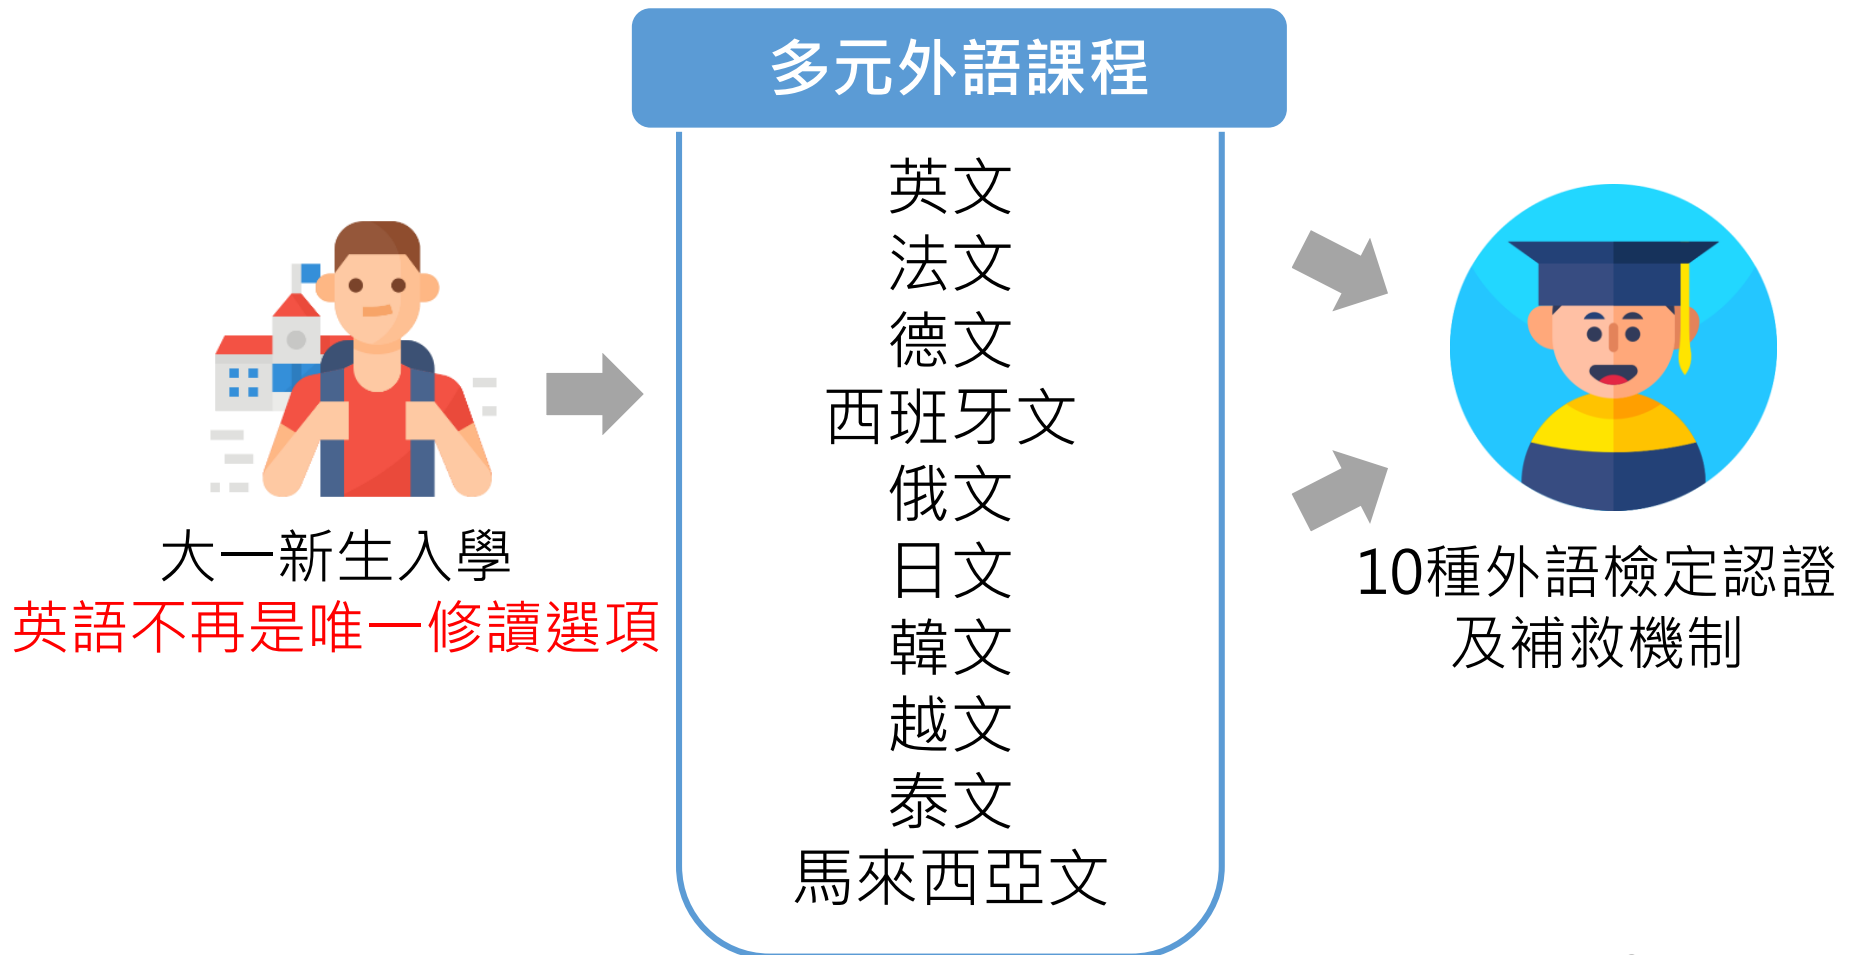 多元外語課程
英文
法文
德文
西班牙文
俄文
日文
韓文
越文
泰文
馬來西亞文
大一新生入學
英語不再是唯一修讀選項
10種外語檢定認證
及補救機制